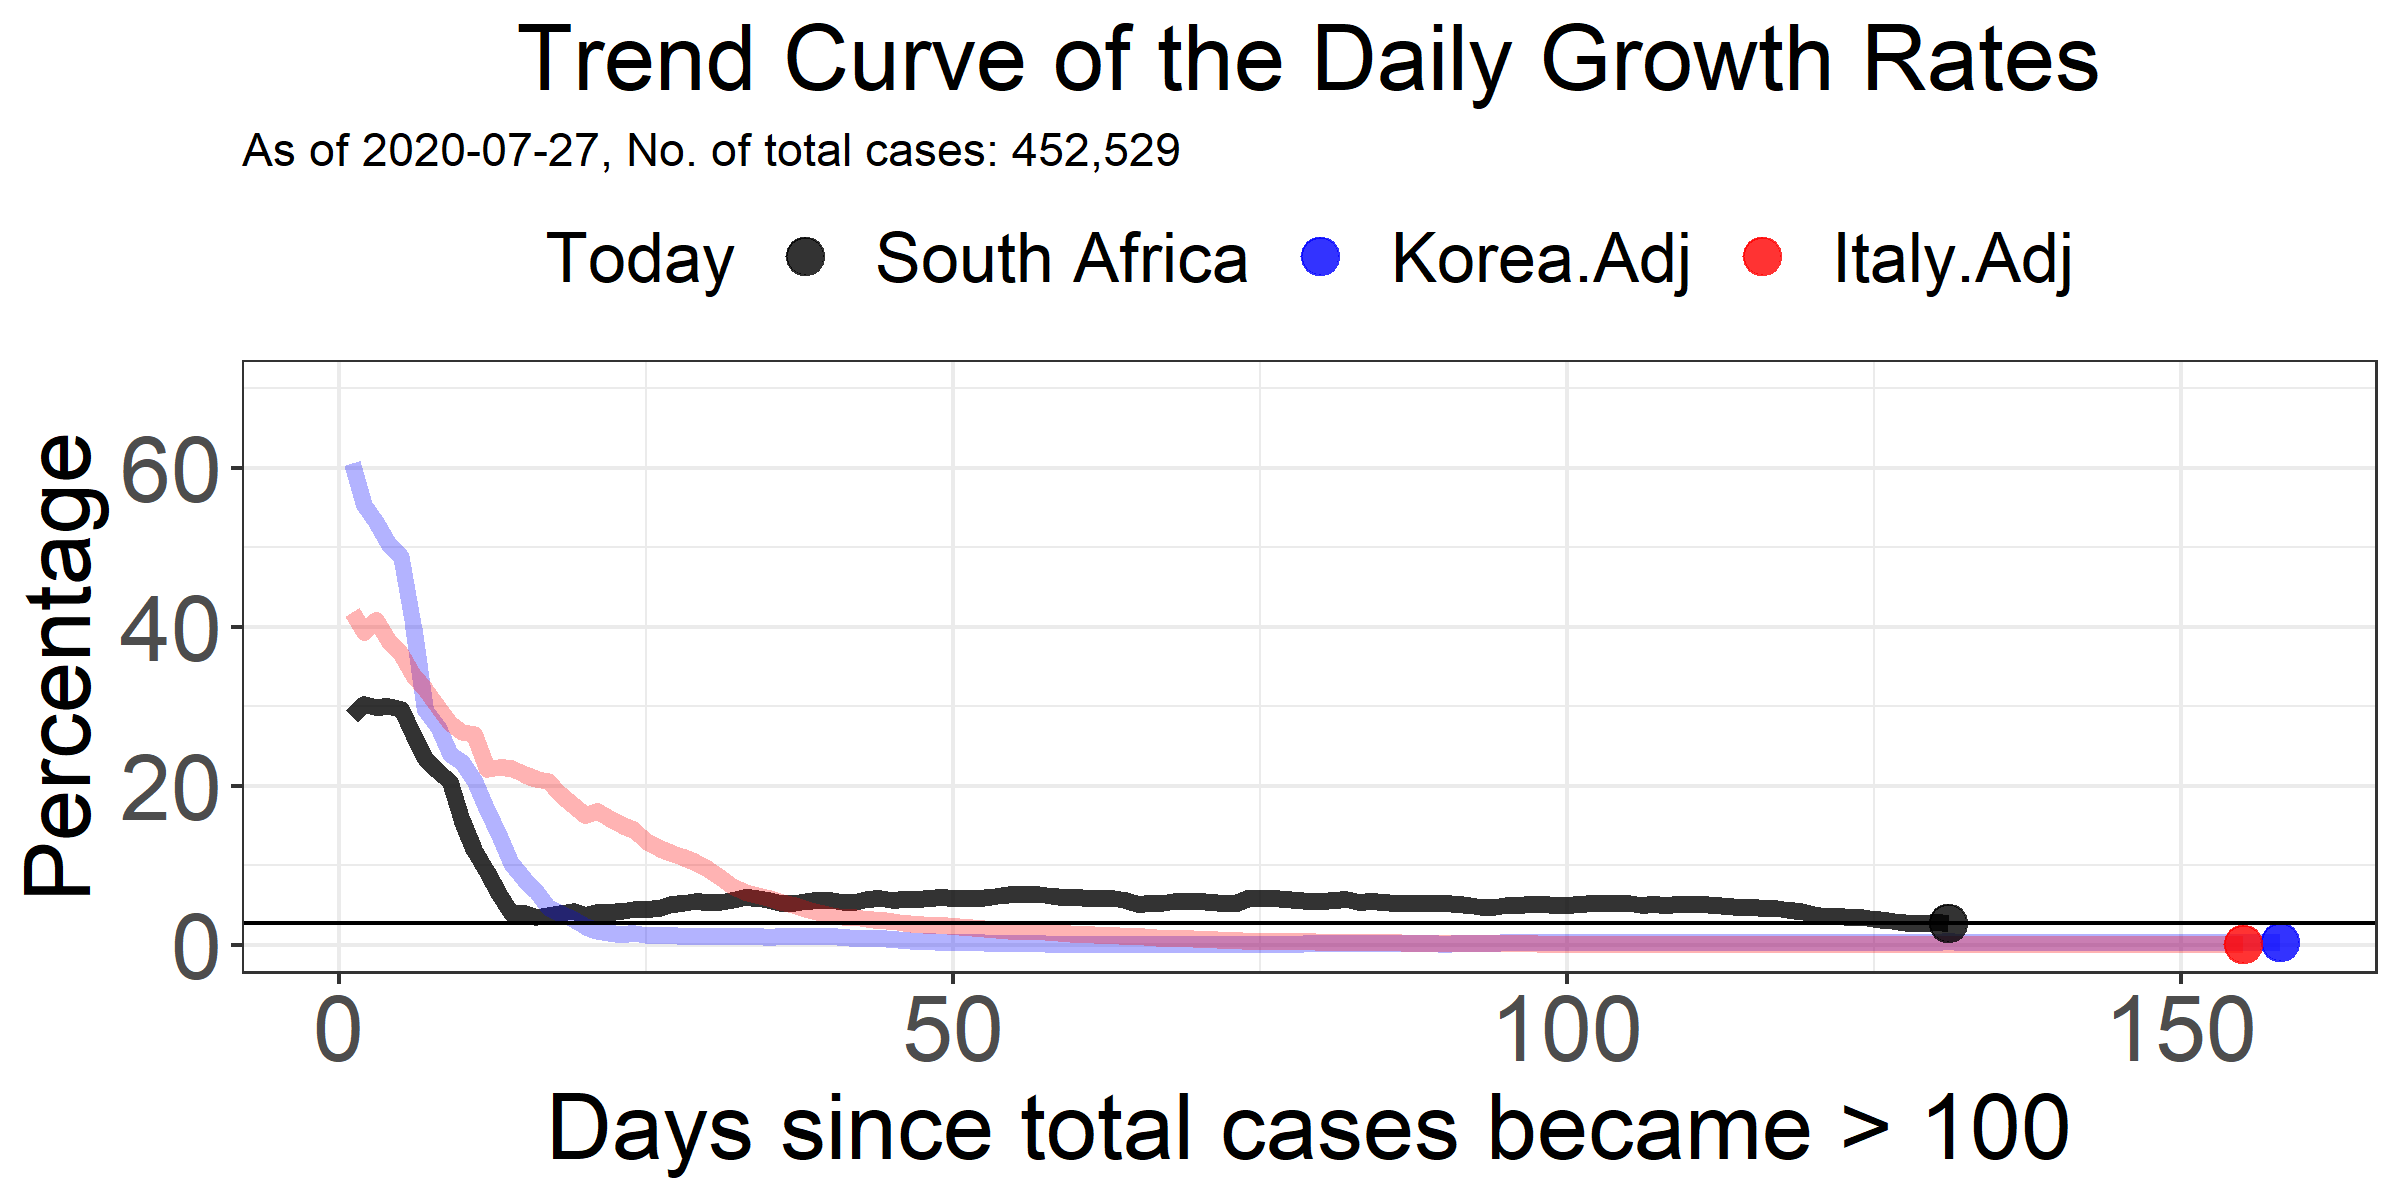 Trend Curve of the Daily Growth Rates
As of 2020-07-27, No. of total cases: 452,529
Today South Africa Korea.Adj Italy.Adj
Percentage
60
40
20
0
0 50 100 150
Days since total cases became > 100